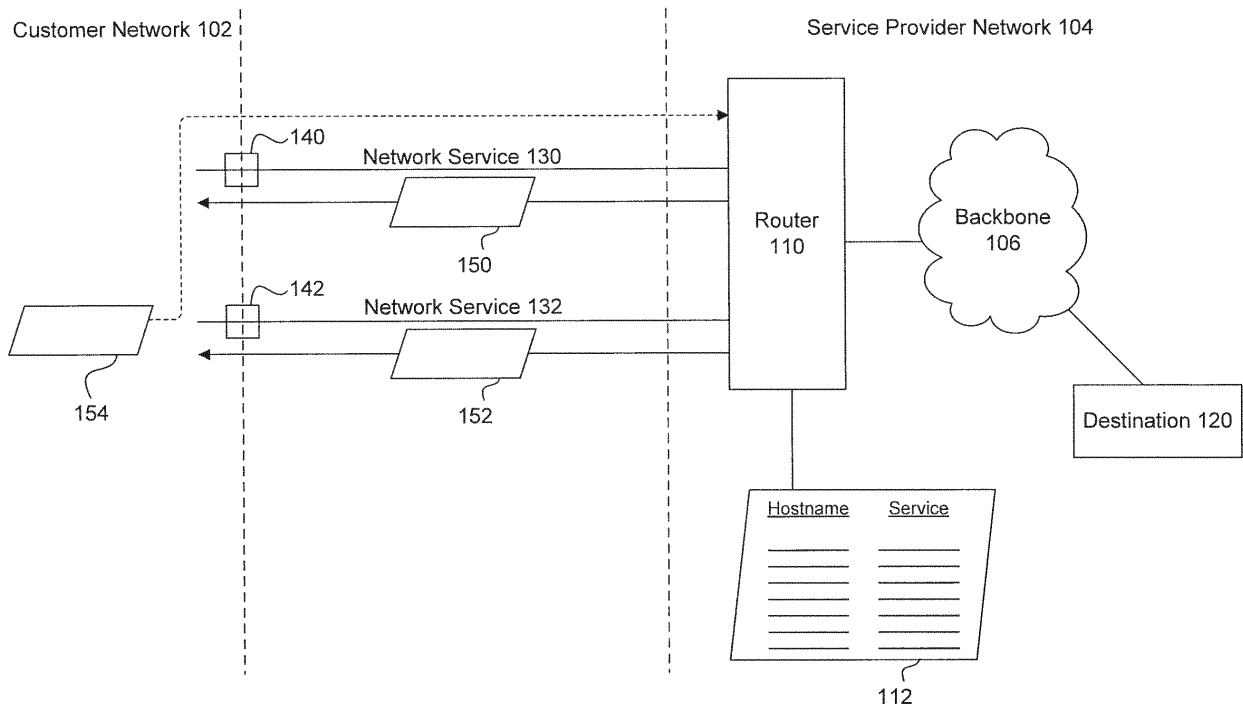 Customer Network 102
Service Provider Network 104
140
Network Service 130
150
142
Network Service 132
152
154
Router
110
Backbone
106
Destination 120
Hostname Service
112